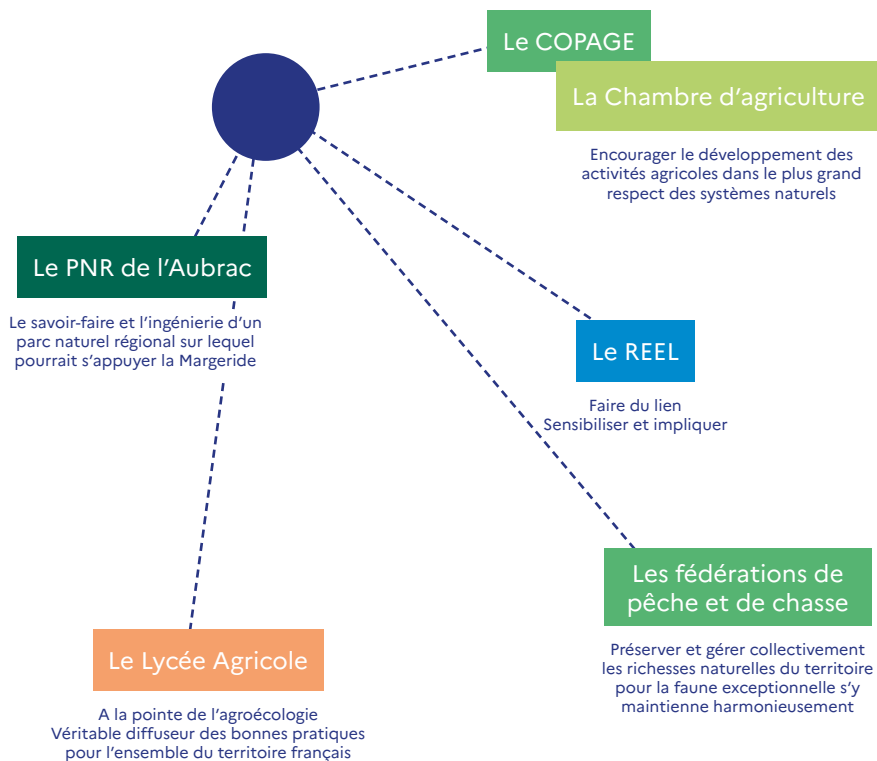 Le COPAGE
La Chambre d'agriculture
Encourager le développement des
activités agricoles dans le plus grand
respect des systèmes naturels
Le PNR de l'Aubrac
Le savoir-faire et l'ingénierie d'un
parc naturel régional sur lequel
pourrait s'appuyer la Margeride
Le REEL
Faire du lien
Sensibiliser et impliquer
Les fédérations de
pêche et de chasse
Préserver et gérer collectivement
les richesses naturelles du territoire
pour la faune exceptionnelle s'y
maintienne harmonieusement
Le Lycée Agricole
A la pointe de l'agroécologie
Véritable diffuseur des bonnes pratiques
pour l'ensemble du territoire français